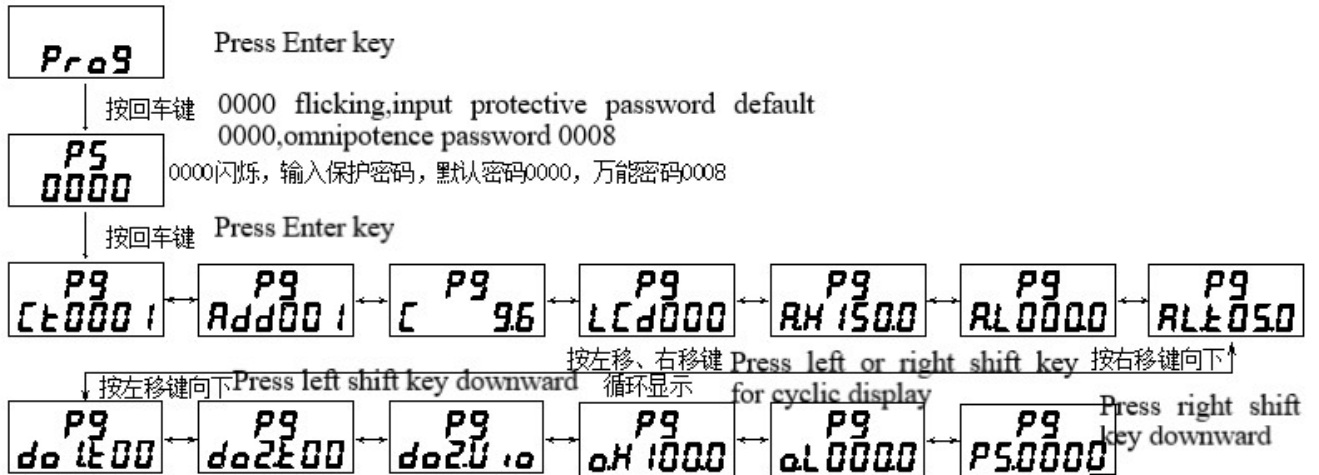 Prog
Press Enter key
按回车键
0000 flicking,input protective password default
0000,omnipotence password 0008
PS
0000
0000闪烁，输入保护密码，默认密码0000，万能密码0008
按回车键
Press Enter key
Pg Pg Pg Pg Pg Pg Pg
Ct0001 Add001 C 9.6 LCd000 AH 150.0 AL 000.0 ALt05.0
按左移键向下
Press left shift key downward
按左移、右移键
循环显示
Press left or right shift key
for cyclic display
按右移键向下
Press right shift
key downward
Pg Pg Pg Pg Pg Pg
do1t00 do2t00 do2.U io oH 100.0 oL 000.0 PS.0000